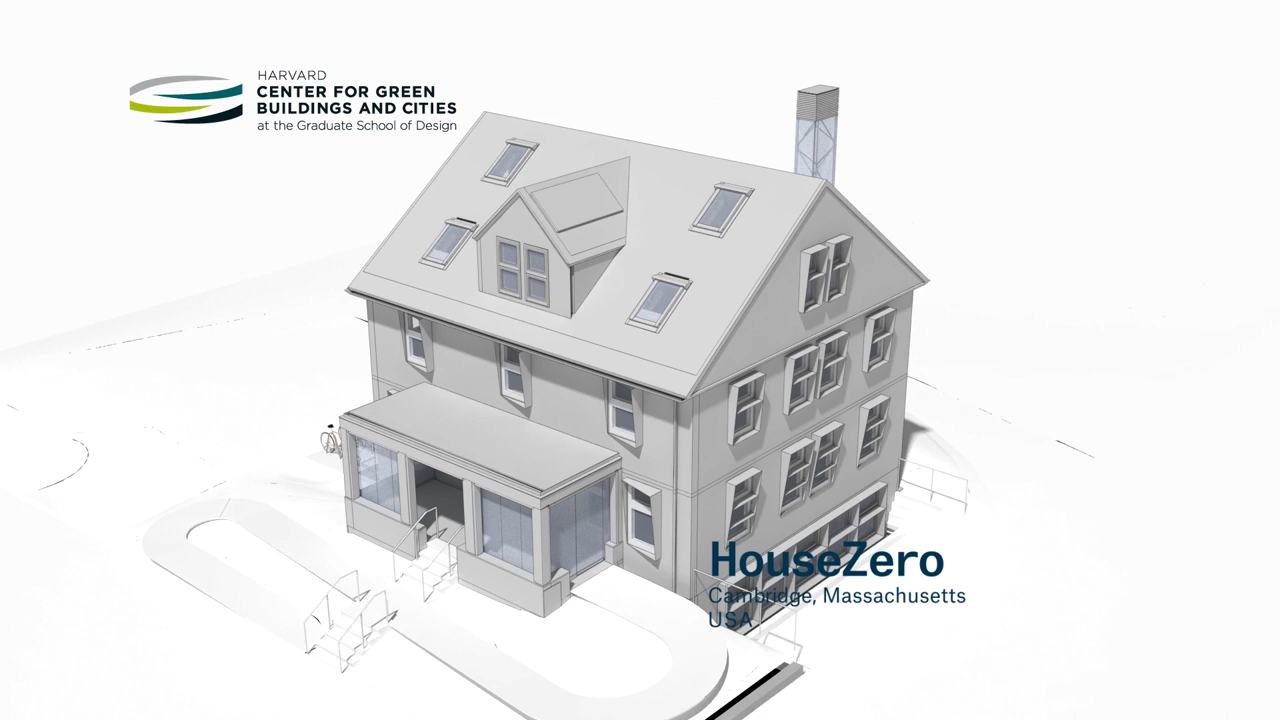 HARVARD
CENTER FOR GREEN
BUILDINGS AND CITIES
at the Graduate School of Design
HouseZero
Cambridge, Massachusetts
USA